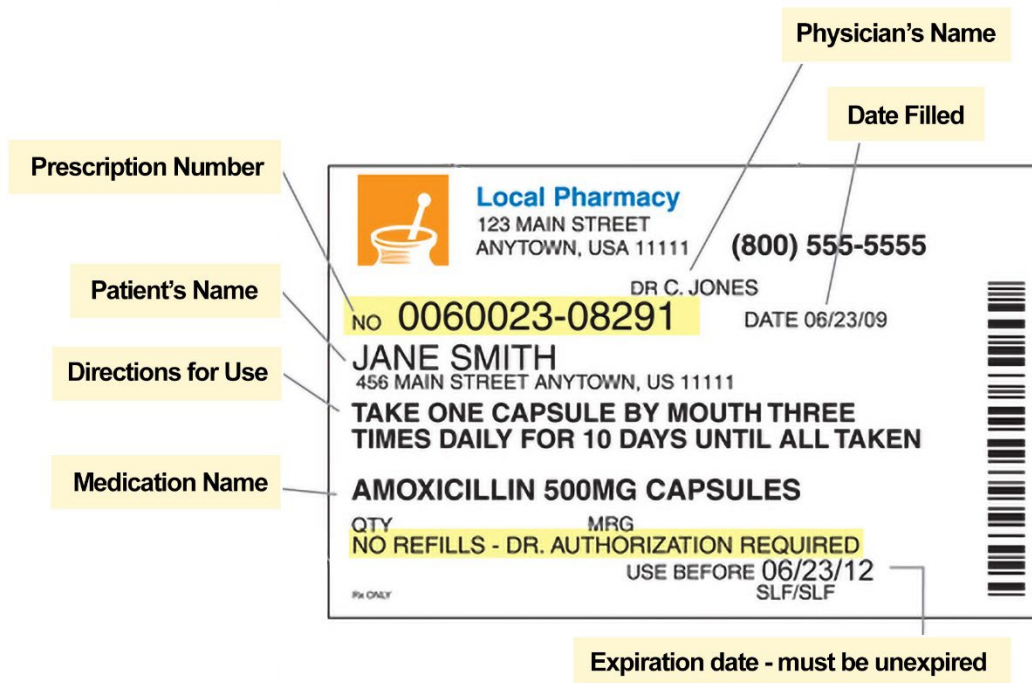 Physician's Name
Date Filled
Prescription Number
Local Pharmacy
123 MAIN STREET
ANYTOWN, USA 11111
(800) 555-5555
DR C. JONES
Patient's Name
NO 0060023-08291
DATE 06/23/09
JANE SMITH
456 MAIN STREET ANYTOWN, US 11111
Directions for Use
TAKE ONE CAPSULE BY MOUTH THREE
TIMES DAILY FOR 10 DAYS UNTIL ALL TAKEN
Medication Name
AMOXICILLIN 500MG CAPSULES
QTY MRG
NO REFILLS - DR. AUTHORIZATION REQUIRED
USE BEFORE 06/23/12
SLF/SLF
Rx ONLY
Expiration date - must be unexpired